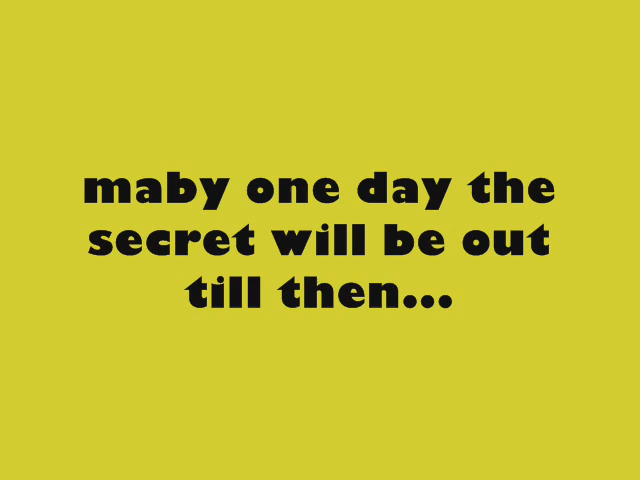 maby one day the
secret will be out
till then...